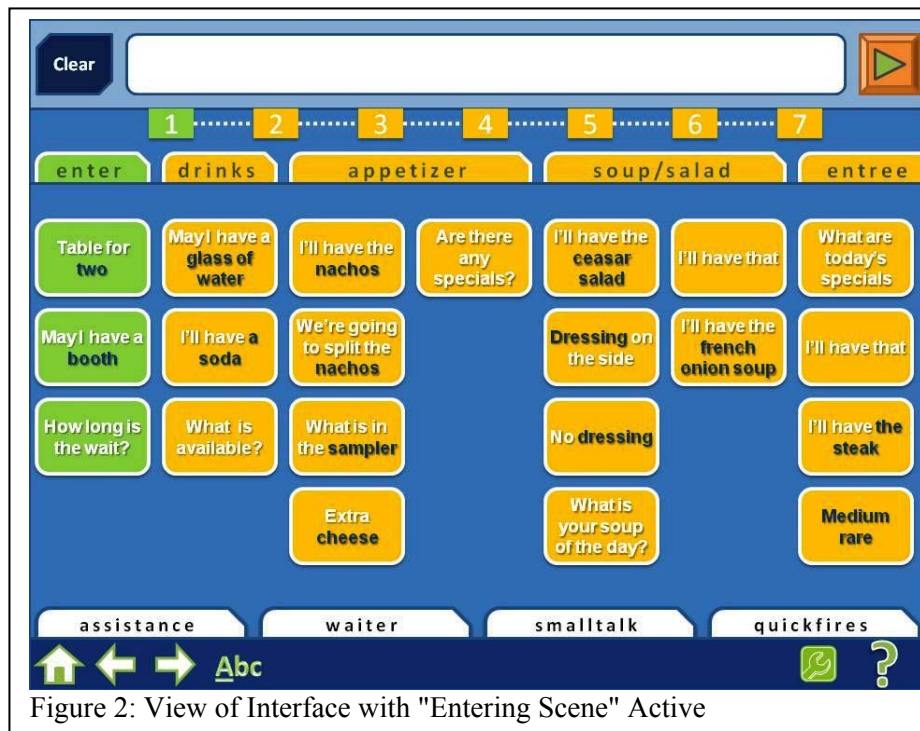 Clear
1 2 3 4 5 6 7
enter drinks appetizer soup/salad entree
Table for
two
May I have a
glass of
water
I'll have the
nachos
Are there
any
specials?
I'll have the
ceasar
salad
I'll have that
What are
today's
specials
May I have a
booth
I'll have a
soda
We're going
to split the
nachos
Dressing on
the side
I'll have the
french
onion soup
I'll have that
How long is
the wait?
What is
available?
What is in
the sampler
No dressing
I'll have the
steak
Extra
cheese
What is
your soup
of the day?
Medium
rare
assistance waiter smalltalk quickfires
Abc ?
Figure 2: View of Interface with "Entering Scene" Active